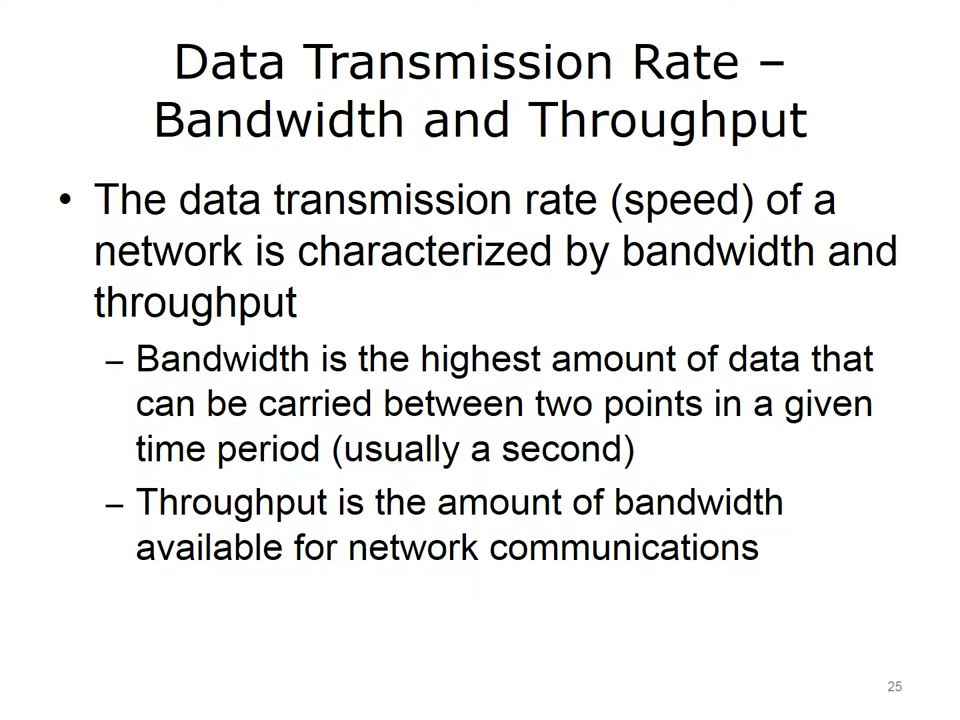 Data Transmission Rate –
Bandwidth and Throughput
• The data transmission rate (speed) of a
network is characterized by bandwidth and
throughput
– Bandwidth is the highest amount of data that
can be carried between two points in a given
time period (usually a second)
– Throughput is the amount of bandwidth
available for network communications
25